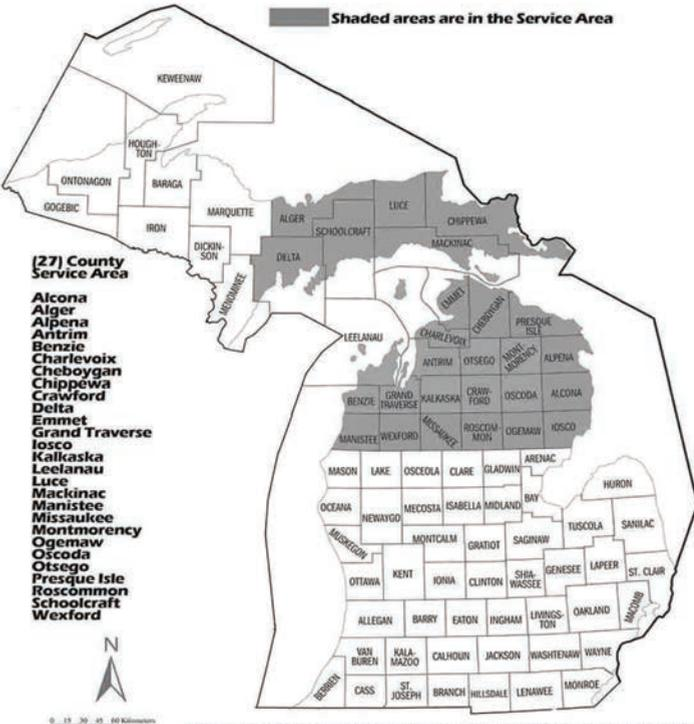 Shaded areas are in the Service Area
KEWEENAW
HOUGH-
TON
ONTONAGON
BARAGA
GOGEBIC
MARQUETTE
IRON
DICKIN-
SON
MENOMINEE
ALGER
SCHOOLCRAFT
LUCE
CHIPPEWA
MACKINAC
DELTA
(27) County
Service Area
Alcona
Alger
Alpena
Antrim
Benzie
Charlevoix
Cheboygan
Chippewa
Crawford
Delta
Emmet
Grand Traverse
Iosco
Kalkaska
Leelanau
Luce
Mackinac
Manistee
Missaukee
Montmorency
Ogemaw
Oscoda
Otsego
Presque Isle
Roscommon
Schoolcraft
Wexford
EMMET
CHEBOYGAN
PRESQUE
ISLE
LEELANAU
CHARLEVOIX
ANTRIM
OTSEGO
MONT-
MORENCY
ALPENA
BENZIE
GRAND
TRAVERSE
KALKASKA
CRAW-
FORD
OSCODA
ALCONA
MANISTEE
WEXFORD
MISSAUKEE
ROSCOM-
MON
OGEMAW
IOSCO
MASON
LAKE
OSCEOLA
CLARE
GLADWIN
ARENAC
HURON
OCEANA
NEWAYGO
MECOSTA
ISABELLA
MIDLAND
BAY
TUSCOLA
SANILAC
MUSKEGON
MONTCALM
GRATIOT
SAGINAW
OTTAWA
KENT
IONIA
CLINTON
SHIA-
WASSEE
GENESEE
LAPEER
ST. CLAIR
ALLEGAN
BARRY
EATON
INGHAM
LIVINGS-
TON
OAKLAND
MACOMB
VAN
BUREN
KALA-
MAZOO
CALHOUN
JACKSON
WASHTENAW
WAYNE
BERRIEN
CASS
ST.
JOSEPH
BRANCH
HILLSDALE
LENAWEE
MONROE
N
0 15 30 45 60 Kilometers